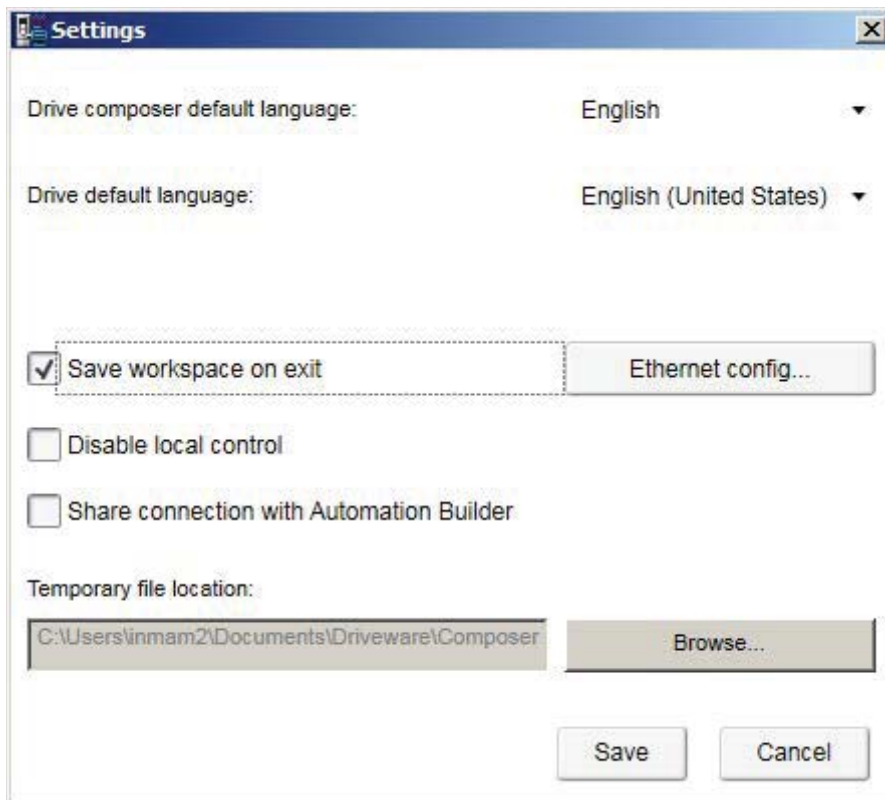 Settings
Drive composer default language: English
Drive default language: English (United States)
Save workspace on exit Ethernet config...
Disable local control
Share connection with Automation Builder
Temporary file location:
C:\Users\inmam2\Documents\Driveware\Composer Browse...
Save Cancel